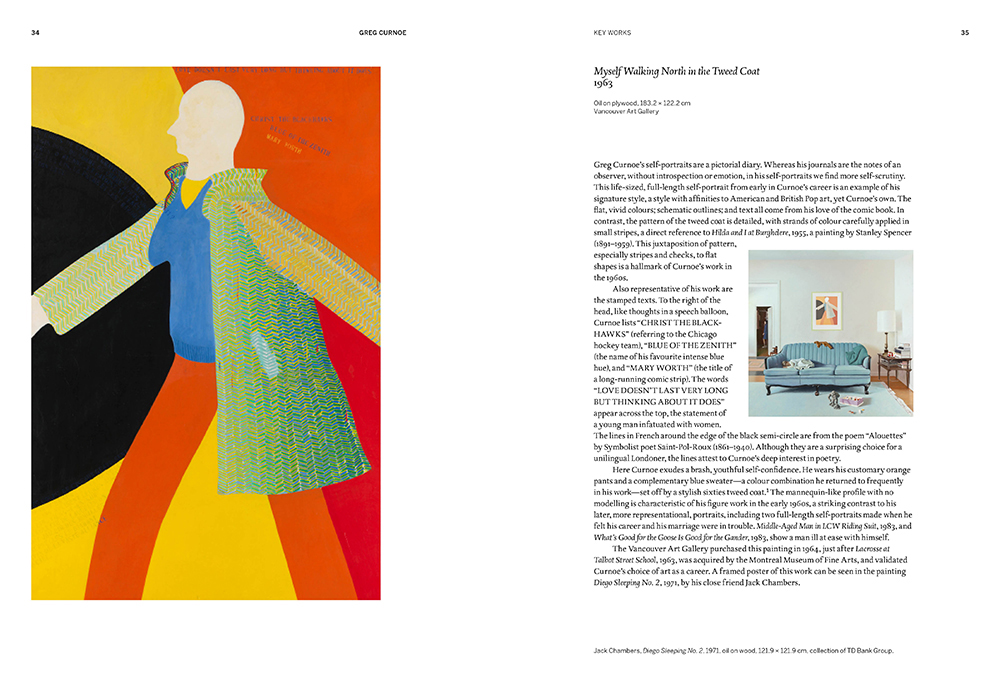 34
GREG CURNOE
MARY WORTH
KEY WORKS
35
Myself Walking North in the Tweed Coat
1963
Oil on plywood, 183.2 × 122.2 cm
Vancouver Art Gallery
Greg Curnoe's self-portraits are a pictorial diary. Whereas his journals are the notes of an
observer, without introspection or emotion, in his self-portraits we find more self-scrutiny.
This life-sized, full-length self-portrait from early in Curnoe's career is an example of his
signature style, a style with affinities to American and British Pop art, yet Curnoe's own. The
flat, vivid colours; schematic outlines; and text all come from his love of the comic book. In
contrast, the pattern of the tweed coat is detailed, with strands of colour carefully applied in
small stripes, a direct reference to Hilda and I at Burghdere, 1955, a painting by Stanley Spencer
(1891–1959). This juxtaposition of pattern,
especially stripes and checks, to flat
shapes is a hallmark of Curnoe's work in
the 1960s.
Also representative of his work are
the stamped texts. To the right of the
head, like thoughts in a speech balloon,
Curnoe lists "CHRIST THE BLACK-
HAWKS" (referring to the Chicago
hockey team), "BLUE OF THE ZENITH"
(the name of his favourite intense blue
hue), and "MARY WORTH" (the title of
a long-running comic strip). The words
"LOVE DOESN'T LAST VERY LONG
BUT THINKING ABOUT IT DOES"
appear across the top, the statement of
a young man infatuated with women.
The lines in French around the edge of the black semi-circle are from the poem "Alouettes"
by Symbolist poet Saint-Pol-Roux (1861–1940). Although they are a surprising choice for a
unilingual Londoner, the lines attest to Curnoe's deep interest in poetry.
Here Curnoe exudes a brash, youthful self-confidence. He wears his customary orange
pants and a complementary blue sweater—a colour combination he returned to frequently
in his work—set off by a stylish sixties tweed coat.¹ The mannequin-like profile with no
modelling is characteristic of his figure work in the early 1960s, a striking contrast to his
later, more representational, portraits, including two full-length self-portraits made when he
felt his career and his marriage were in trouble. Middle-Aged Man in LCW Riding Suit, 1983, and
What's Good for the Goose Is Good for the Gander, 1983, show a man ill at ease with himself.
The Vancouver Art Gallery purchased this painting in 1964, just after Lacrosse at
Talbot Street School, 1963, was acquired by the Montreal Museum of Fine Arts, and validated
Curnoe's choice of art as a career. A framed poster of this work can be seen in the painting
Diego Sleeping No. 2, 1971, by his close friend Jack Chambers.
Jack Chambers, Diego Sleeping No. 2, 1971, oil on wood, 121.9 × 121.9 cm, collection of TD Bank Group.